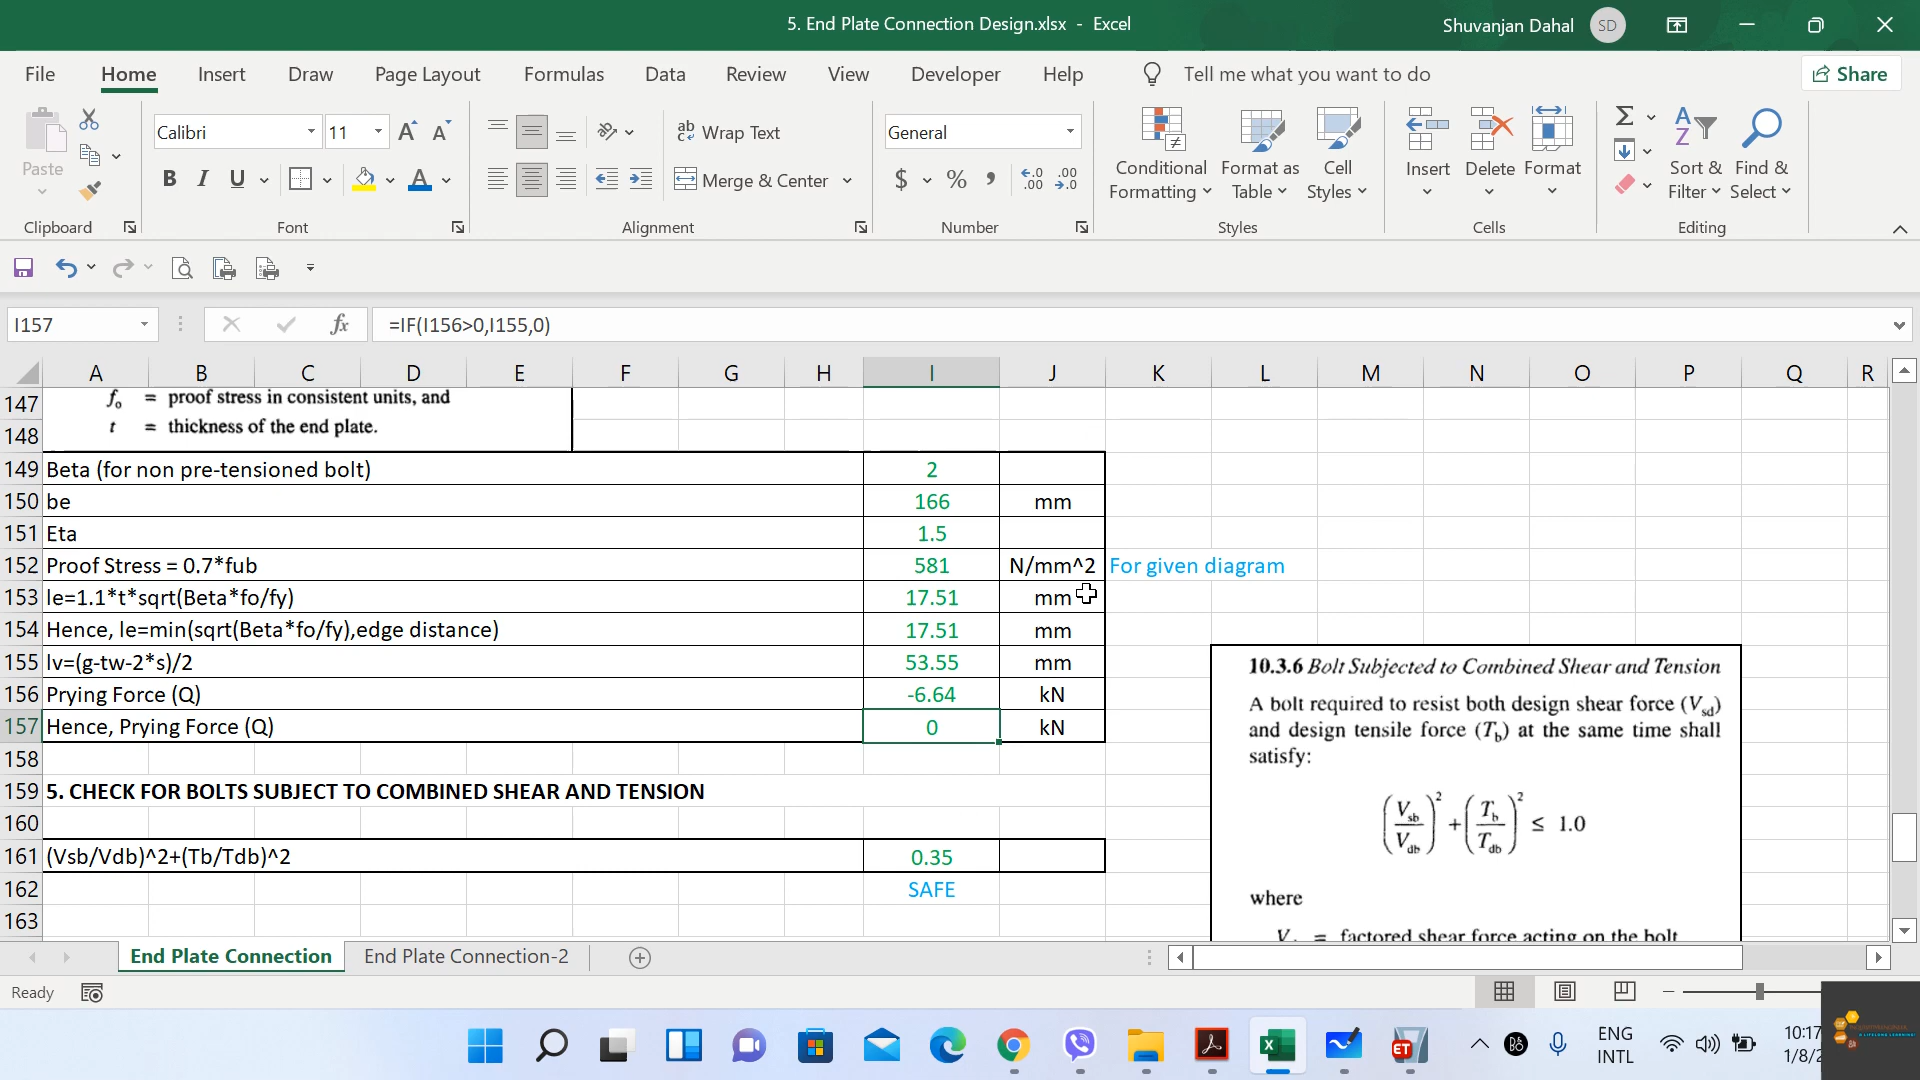 5. End Plate Connection Design.xlsx - Excel
Shuvanjan Dahal SD
File Home Insert Draw Page Layout Formulas Data Review View Developer Help Tell me what you want to do Share
Paste
Clipboard
Calibri 11
Font
Wrap Text
Merge & Center
Alignment
General
Number
Conditional Formatting
Format as Table
Cell Styles
Styles
Insert Delete Format
Cells
Sort & Filter
Find & Select
Editing
I157 fx =IF(I156>0,I155,0)
A B C D E F G H I J K L M N O P Q R
147 fo = proof stress in consistent units, and
148 t = thickness of the end plate.
149 Beta (for non pre-tensioned bolt) 2
150 be 166 mm
151 Eta 1.5
152 Proof Stress = 0.7*fub 581 N/mm^2 For given diagram
153 le=1.1*t*sqrt(Beta*fo/fy) 17.51 mm
154 Hence, le=min(sqrt(Beta*fo/fy),edge distance) 17.51 mm
155 lv=(g-tw-2*s)/2 53.55 mm
156 Prying Force (Q) -6.64 kN
157 Hence, Prying Force (Q) 0 kN
158
159 5. CHECK FOR BOLTS SUBJECT TO COMBINED SHEAR AND TENSION
160
161 (Vsb/Vdb)^2+(Tb/Tdb)^2 0.35
162 SAFE
163
10.3.6 Bolt Subjected to Combined Shear and Tension
A bolt required to resist both design shear force (Vsd)
and design tensile force (Tb) at the same time shall
satisfy:
(Vsb/Vdb)² + (Tb/Tdb)² ≤ 1.0
where
= factored shear force acting on the bolt
End Plate Connection End Plate Connection-2
Ready
ENG
INTL
10:17
1/8/2